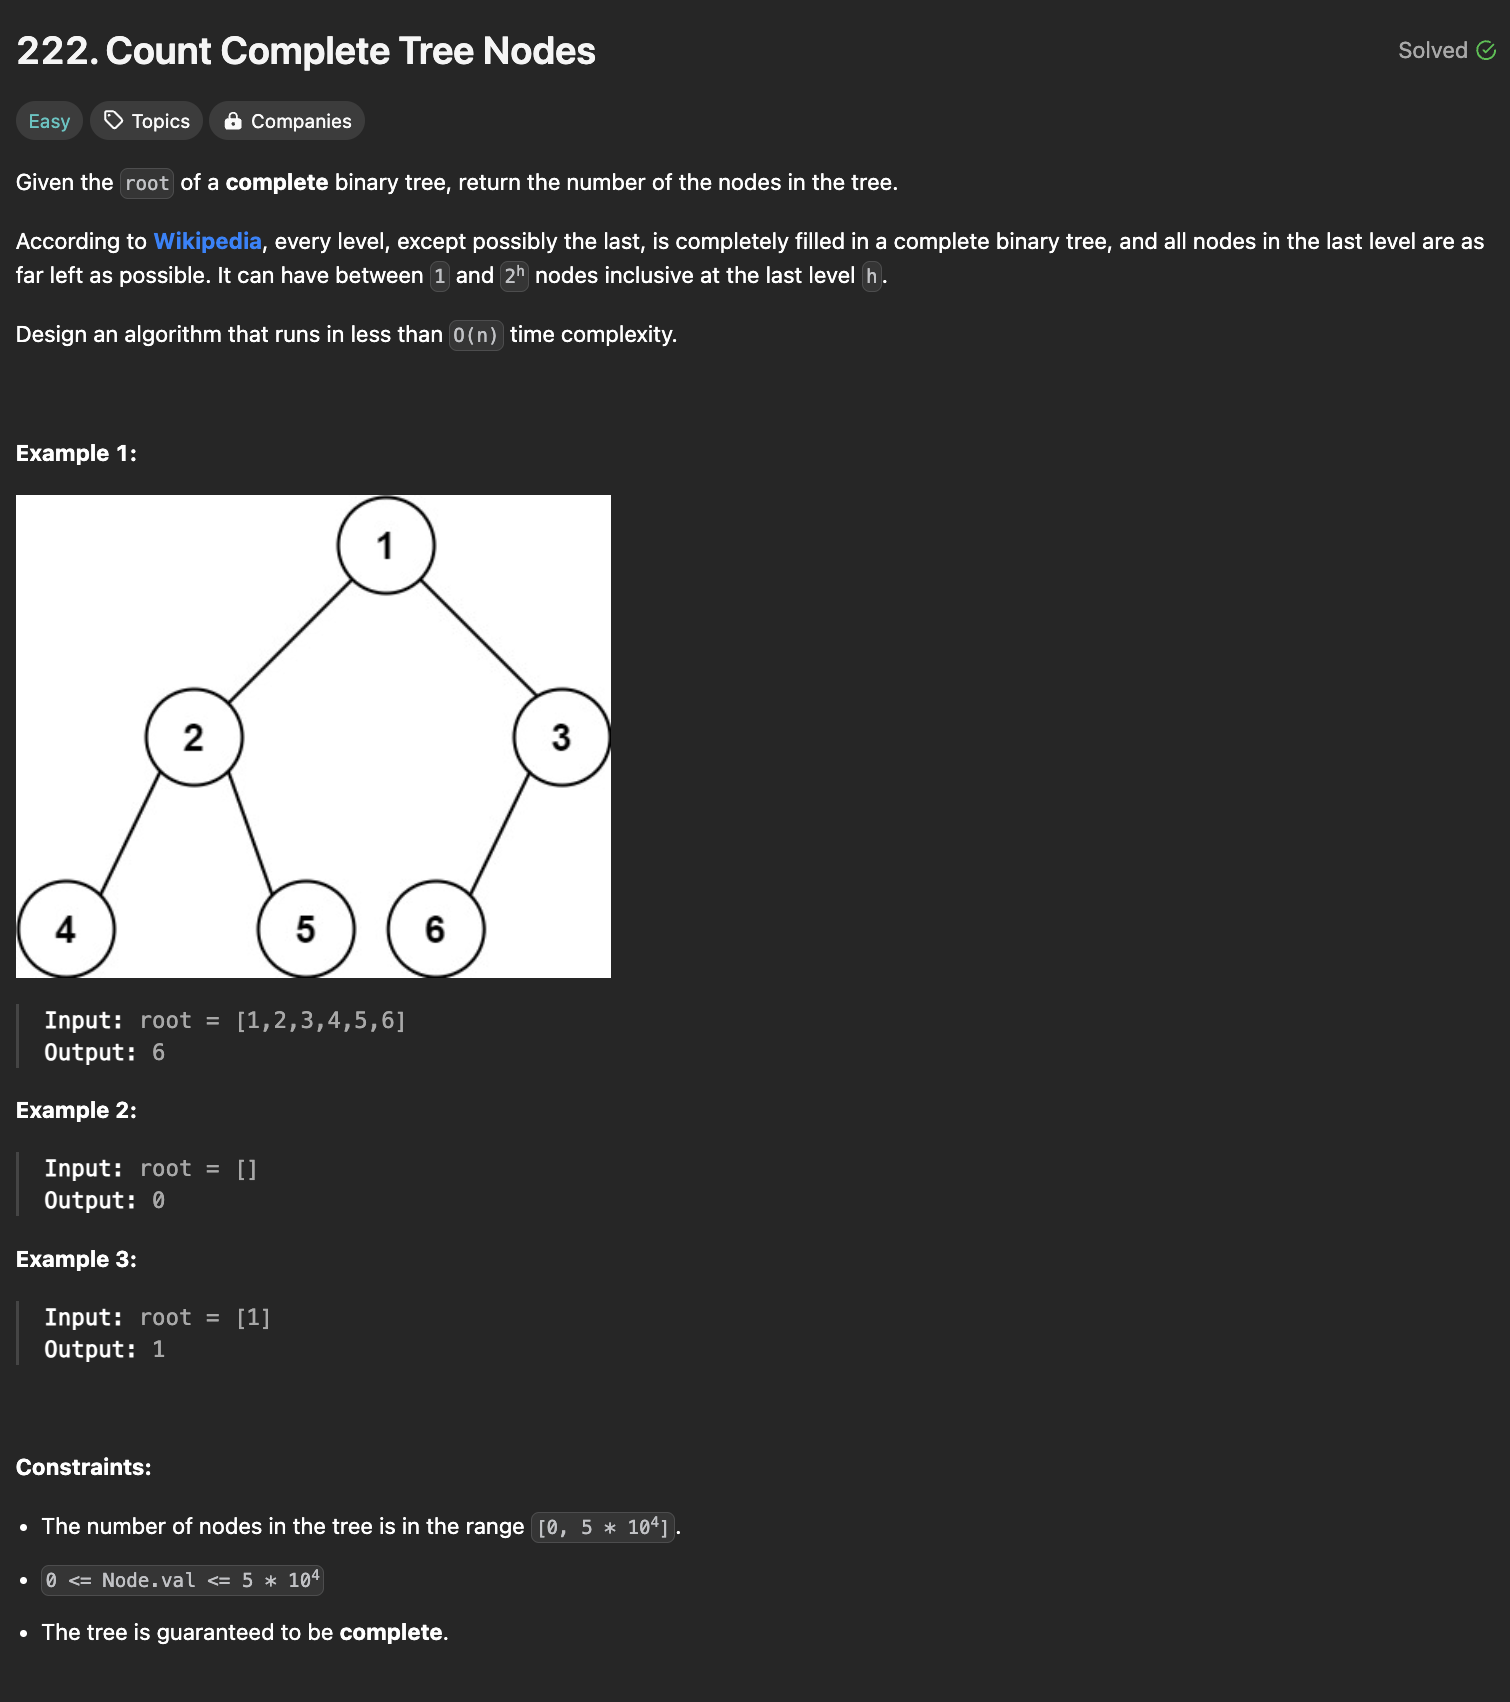 222. Count Complete Tree Nodes
Solved
Easy
Topics
Companies
Given the root of a complete binary tree, return the number of the nodes in the tree.
According to Wikipedia, every level, except possibly the last, is completely filled in a complete binary tree, and all nodes in the last level are as
far left as possible. It can have between 1 and 2ʰ nodes inclusive at the last level h.
Design an algorithm that runs in less than O(n) time complexity.
Example 1:
1
2
3
4
5
6
Input: root = [1,2,3,4,5,6]
Output: 6
Example 2:
Input: root = []
Output: 0
Example 3:
Input: root = [1]
Output: 1
Constraints:
• The number of nodes in the tree is in the range [0, 5 * 10⁴].
• 0 <= Node.val <= 5 * 10⁴
• The tree is guaranteed to be complete.